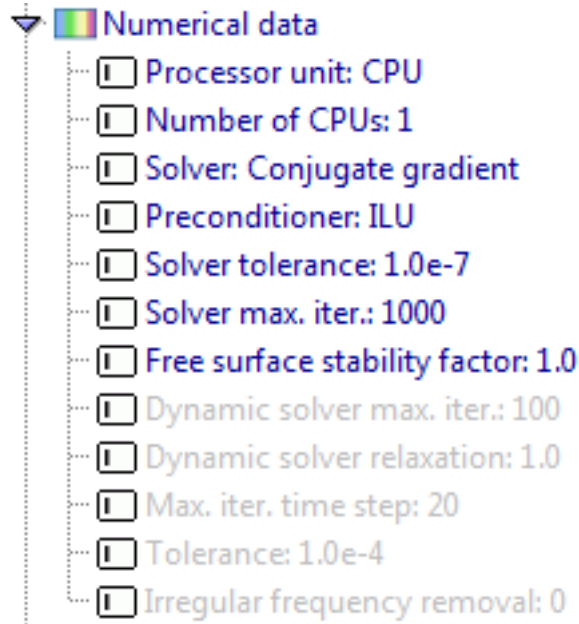 Numerical data
Processor unit: CPU
Number of CPUs: 1
Solver: Conjugate gradient
Preconditioner: ILU
Solver tolerance: 1.0e-7
Solver max. iter.: 1000
Free surface stability factor: 1.0
Dynamic solver max. iter.: 100
Dynamic solver relaxation: 1.0
Max. iter. time step: 20
Tolerance: 1.0e-4
Irregular frequency removal: 0